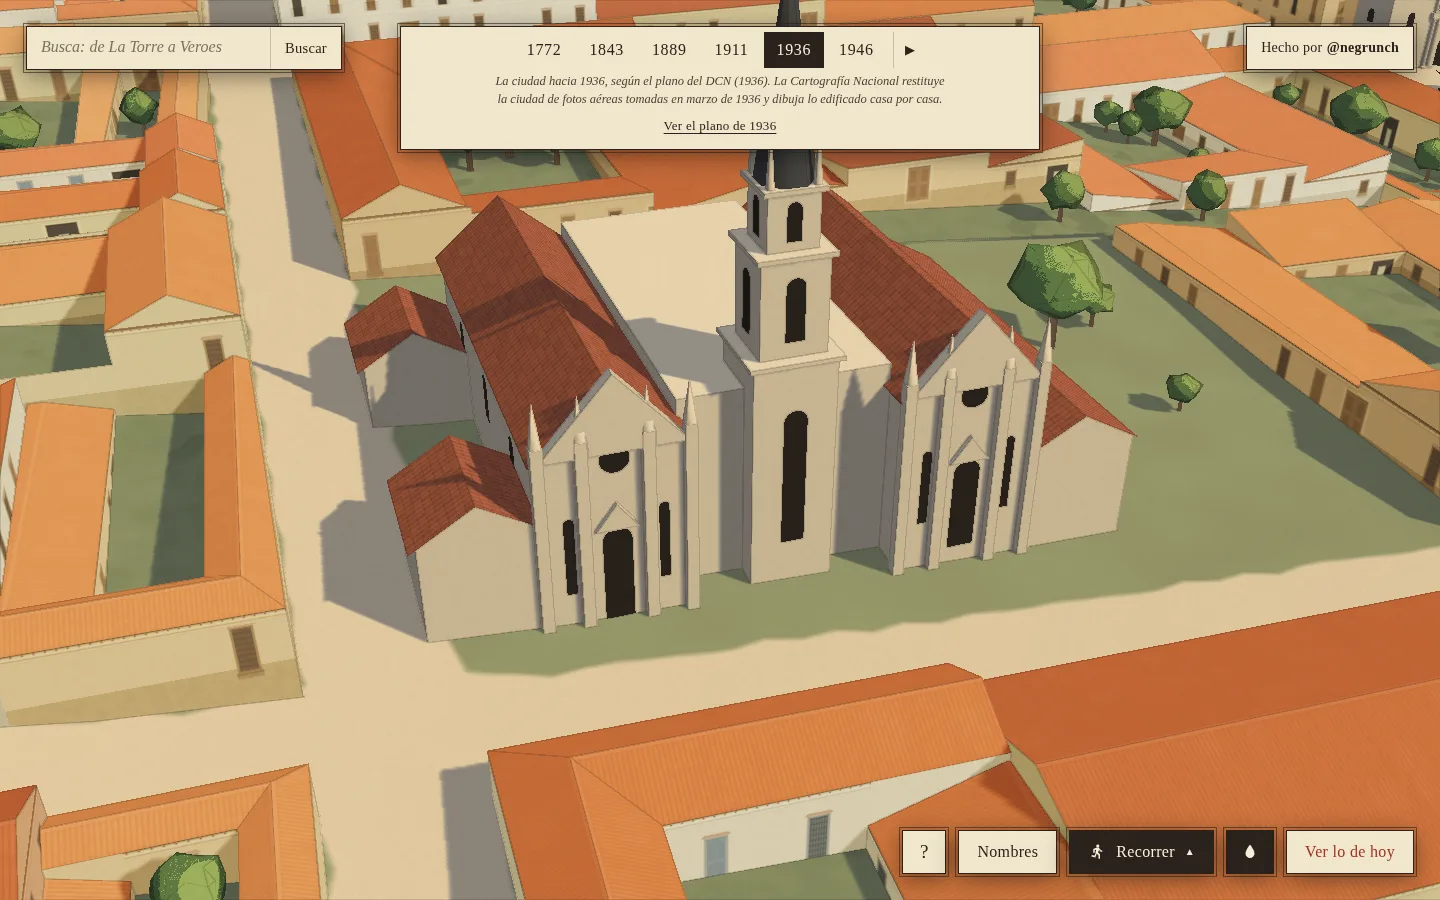 Busca: de La Torre a Veroes
Buscar
1772 1843 1889 1911 1936 1946 ▶
La ciudad hacia 1936, según el plano del DCN (1936). La Cartografía Nacional restituye
la ciudad de fotos aéreas tomadas en marzo de 1936 y dibuja lo edificado casa por casa.
Ver el plano de 1936
Hecho por @negrunch
?
Nombres
Recorrer ▲
Ver lo de hoy